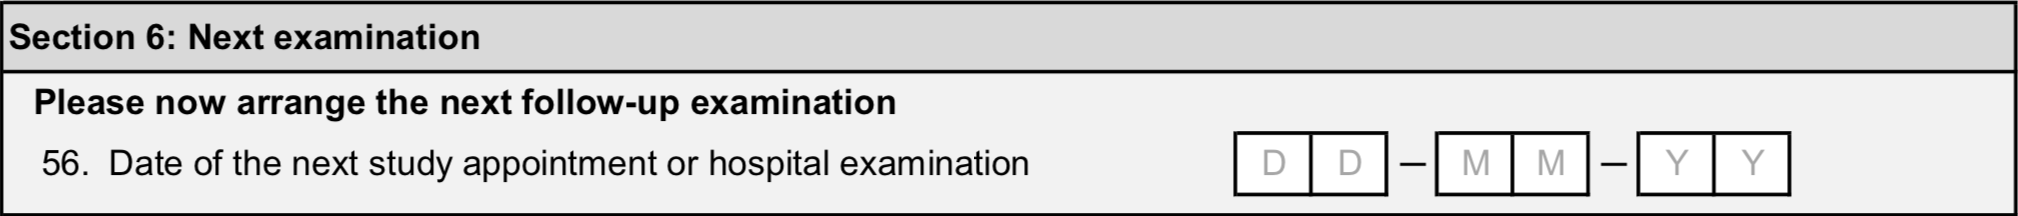 Section 6: Next examination
Please now arrange the next follow-up examination
56. Date of the next study appointment or hospital examination D D – M M – Y Y